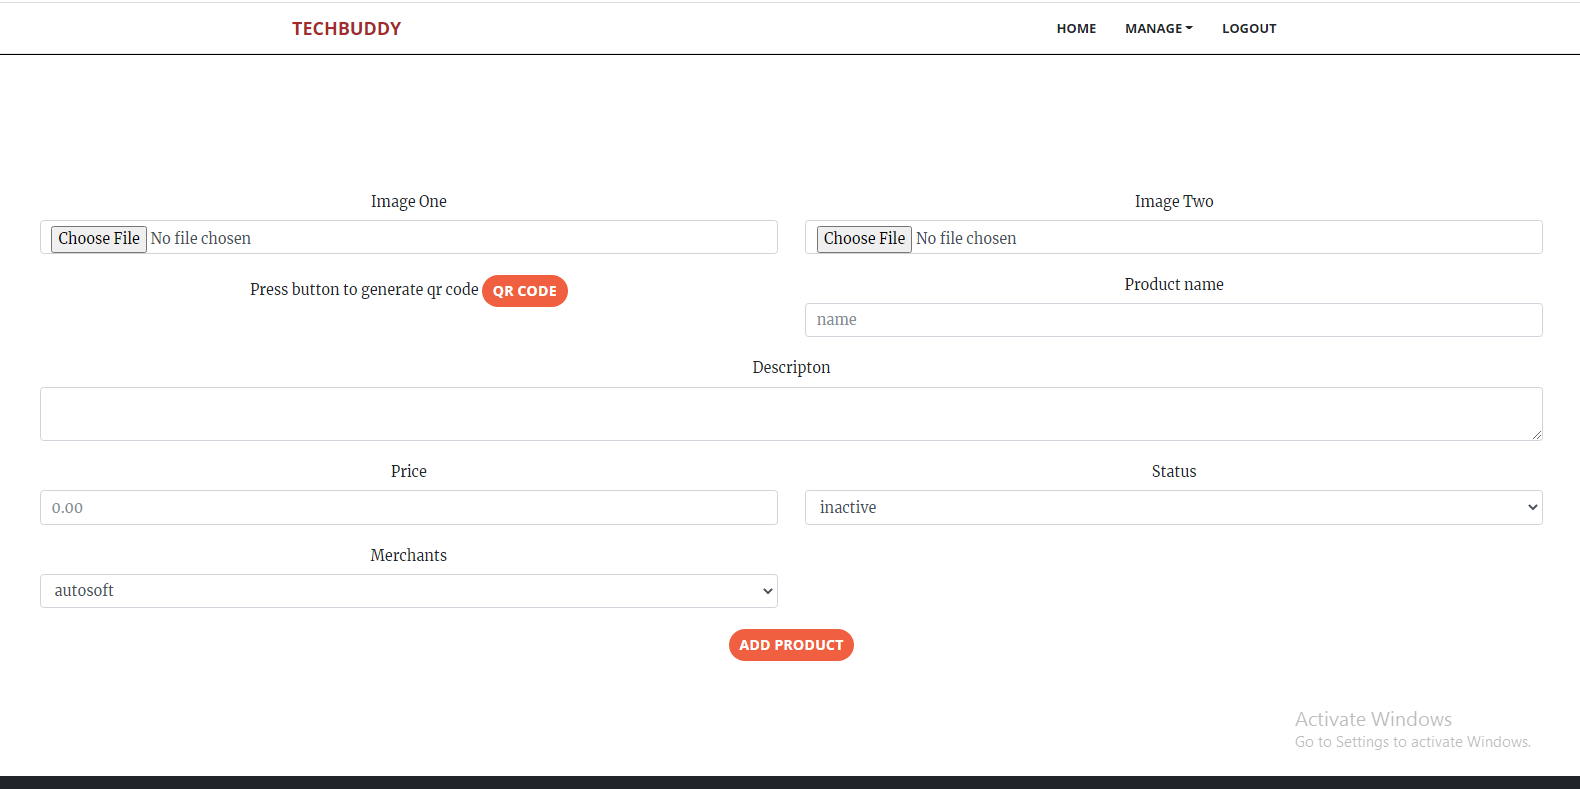 TECHBUDDY HOME MANAGE LOGOUT
Image One Image Two
Choose File No file chosen Choose File No file chosen
Press button to generate qr code QR CODE Product name
name
Descripton
Price Status
0.00 inactive
Merchants
autosoft
ADD PRODUCT
Activate Windows
Go to Settings to activate Windows.